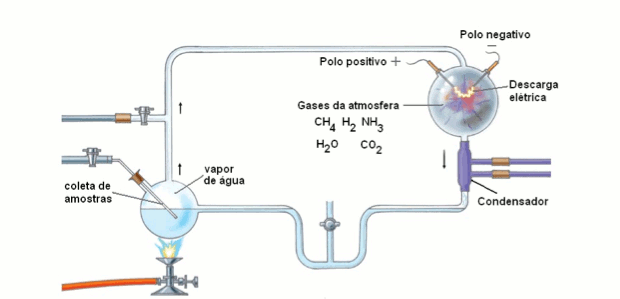 Polo negativo
−
Polo positivo +
Descarga
elétrica
Gases da atmosfera
CH4 H2 NH3
H2O CO2
vapor
de água
coleta de
amostras
Condensador